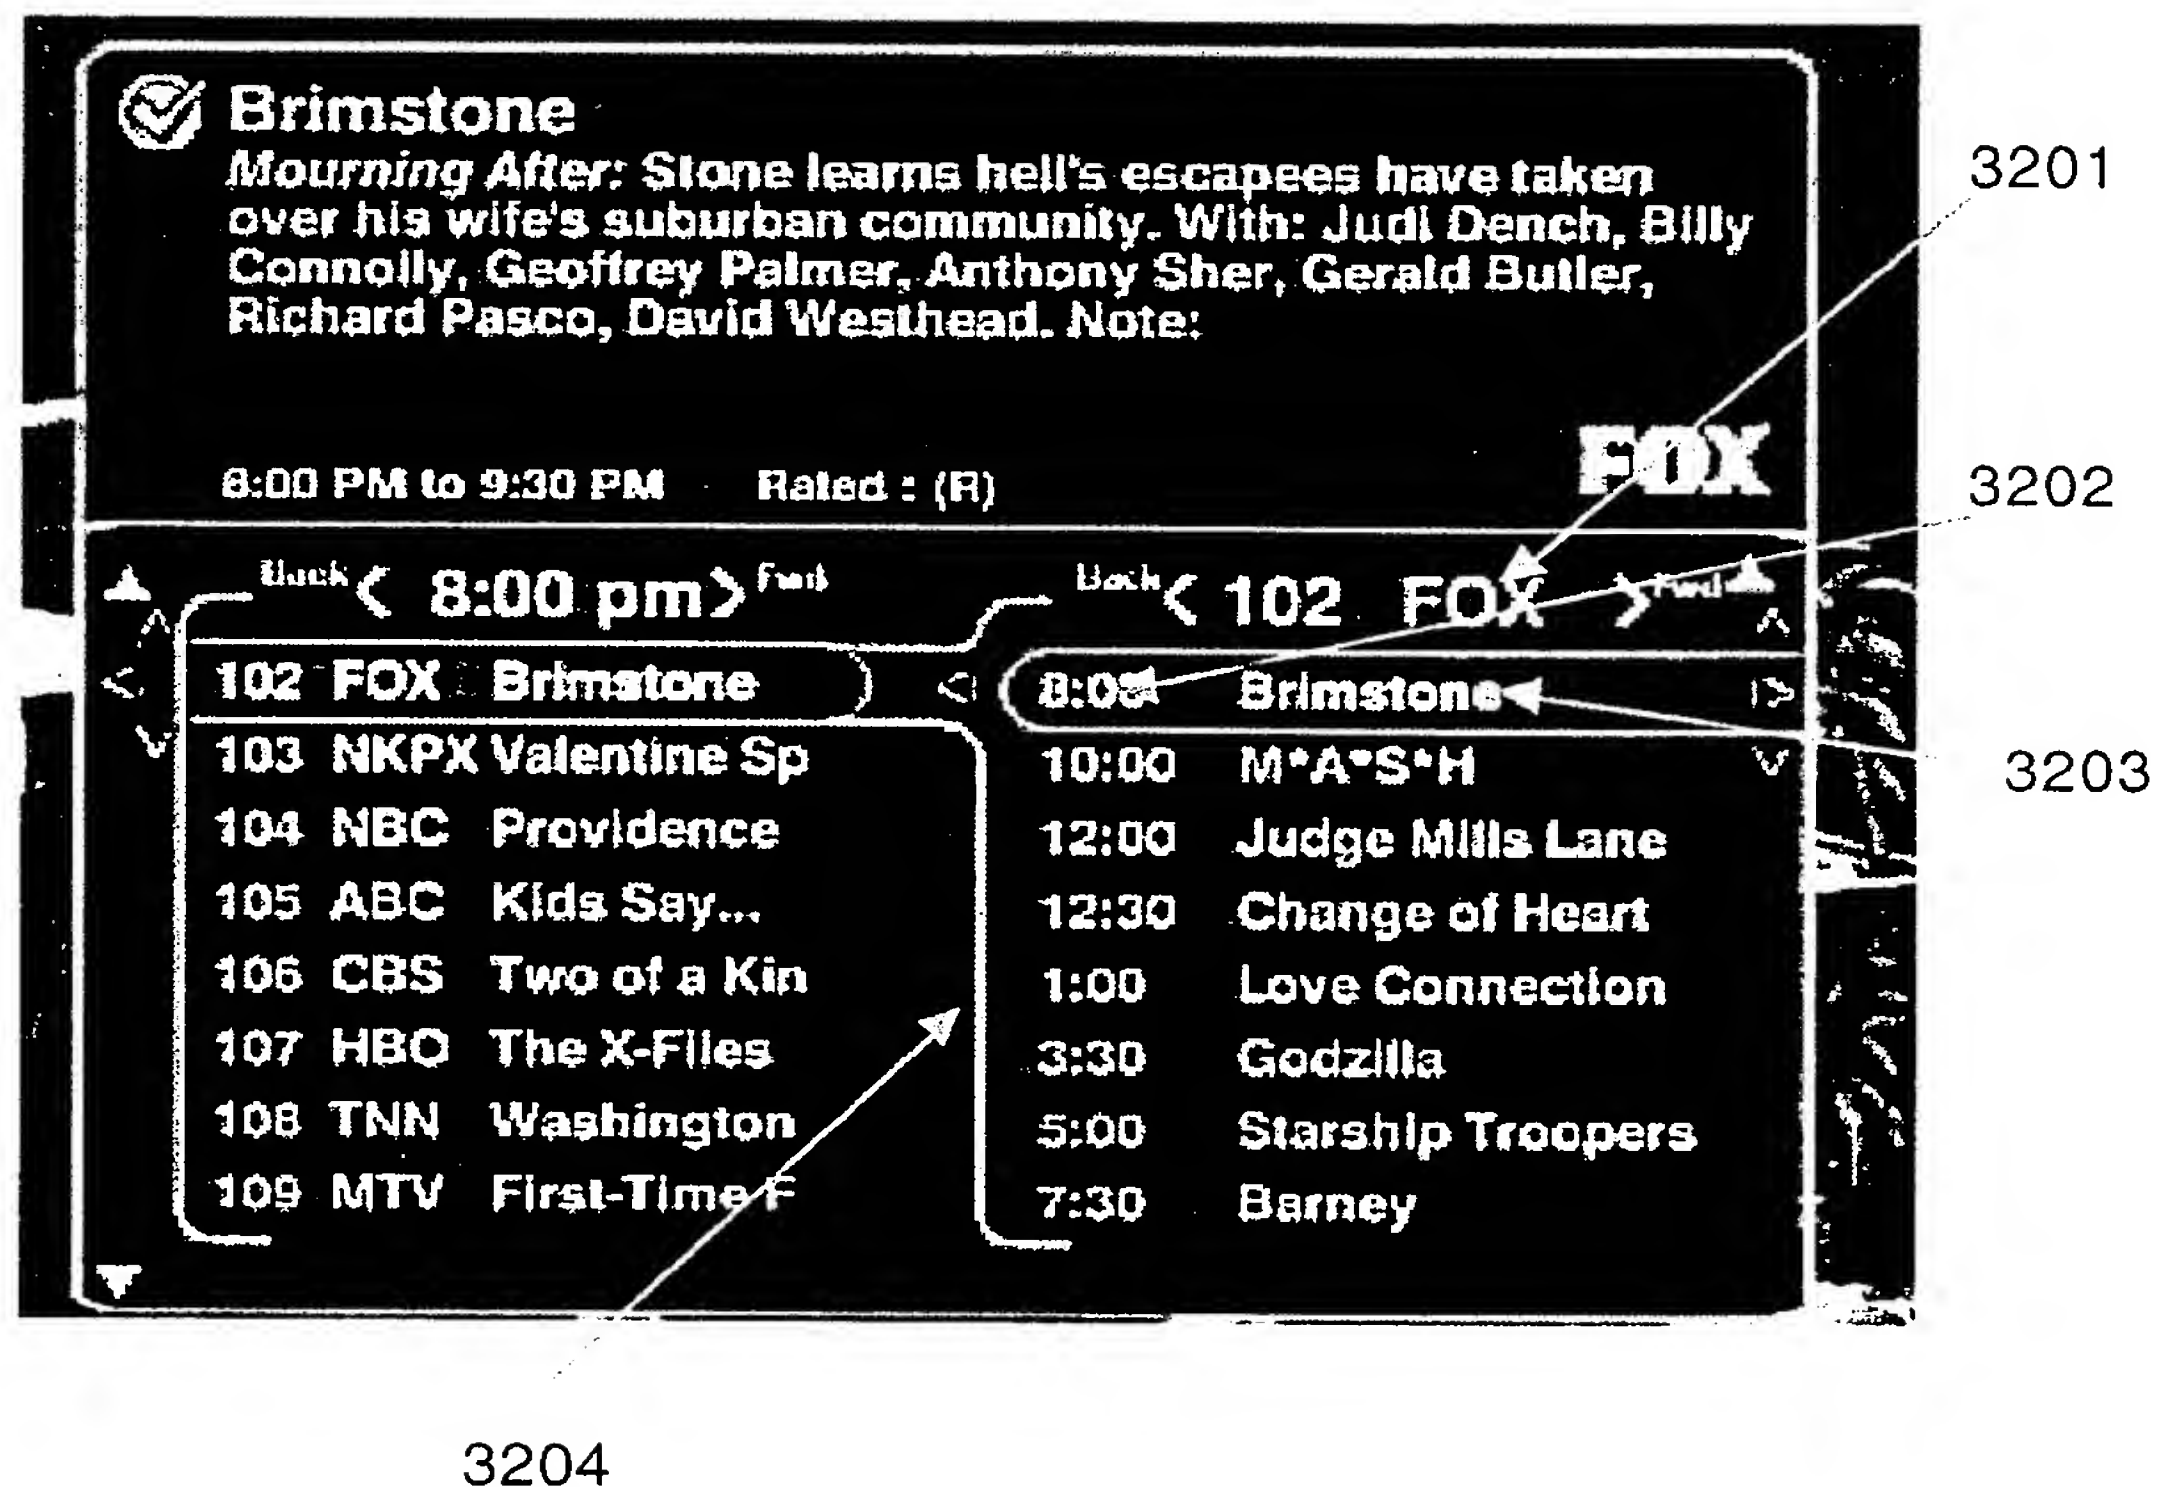 Brimstone
Mourning After: Stone learns hell's escapees have taken
over his wife's suburban community. With: Judi Dench, Billy
Connolly, Geoffrey Palmer, Anthony Sher, Gerald Butler,
Richard Pasco, David Westhead. Note:
FOX
8:00 PM to 9:30 PM Rated : (R)
Back < 8:00 pm > Fwd
102 FOX Brimstone
103 NKPX Valentine Sp
104 NBC Providence
105 ABC Kids Say...
106 CBS Two of a Kin
107 HBO The X-Files
108 TNN Washington
109 MTV First-Time F
Back < 102 FOX > Fwd
8:00 Brimstone
10:00 M*A*S*H
12:00 Judge Mills Lane
12:30 Change of Heart
1:00 Love Connection
3:30 Godzilla
5:00 Starship Troopers
7:30 Barney
3201
3202
3203
3204